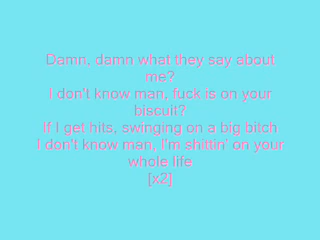 Damn, damn what they say about
me?
I don't know man, fuck is on your
biscuit?
If I get hits, swinging on a big bitch
I don't know man, I'm shittin' on your
whole life
[x2]